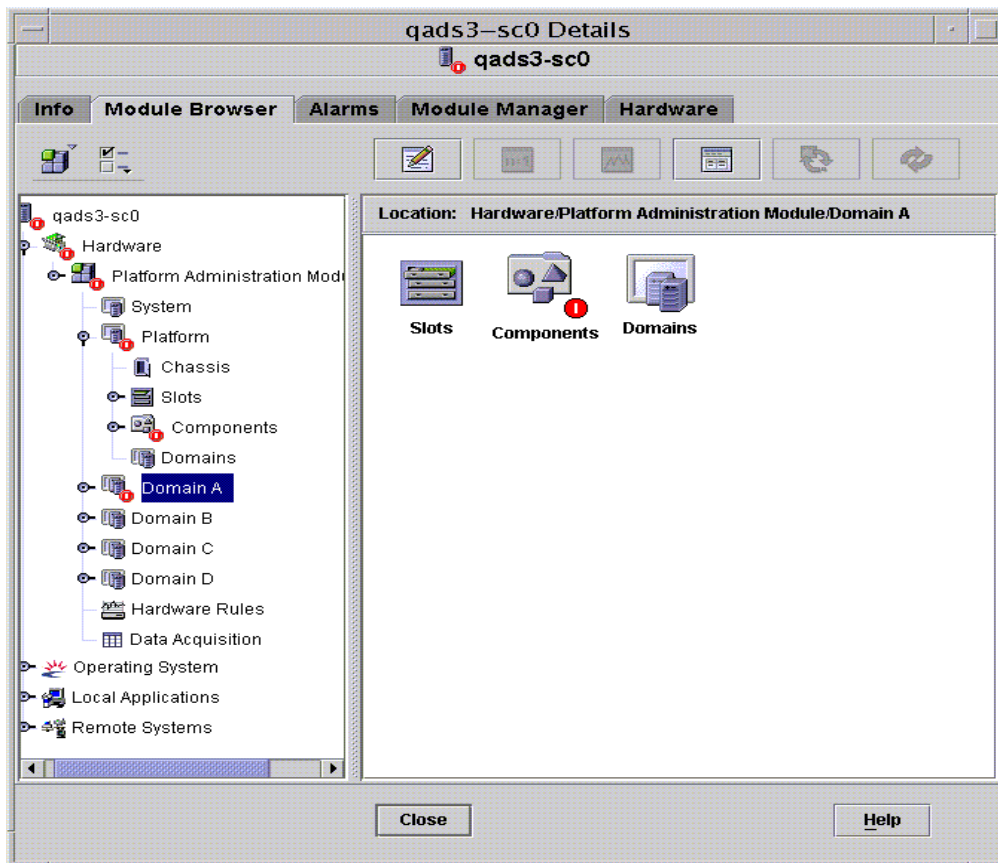 qads3–sc0 Details
qads3-sc0
Info Module Browser Alarms Module Manager Hardware
Location: Hardware/Platform Administration Module/Domain A
qads3-sc0
Hardware
Platform Administration Modu
System
Platform
Chassis
Slots
Components
Domains
Domain A
Domain B
Domain C
Domain D
Hardware Rules
Data Acquisition
Operating System
Local Applications
Remote Systems
Slots
Components
Domains
Close
Help